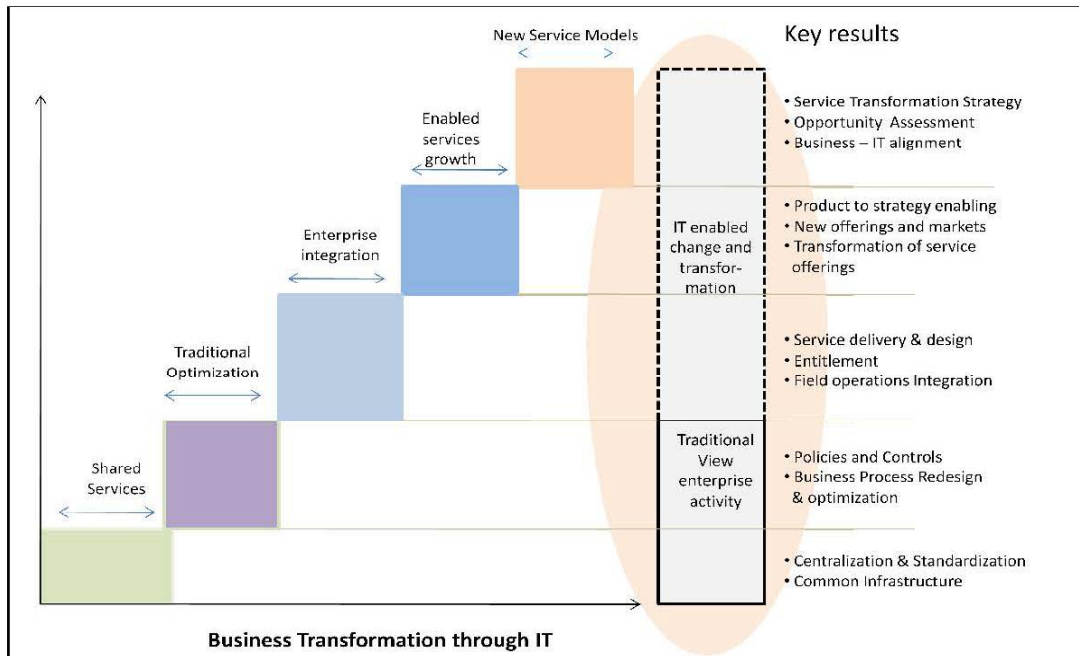 New Service Models
Key results
• Service Transformation Strategy
• Opportunity Assessment
• Business – IT alignment
Enabled
services
growth
• Product to strategy enabling
• New offerings and markets
• Transformation of service
offerings
IT enabled
change and
transfor-
mation
Enterprise
integration
• Service delivery & design
• Entitlement
• Field operations Integration
Traditional
Optimization
Traditional
View
enterprise
activity
• Policies and Controls
• Business Process Redesign
& optimization
Shared
Services
• Centralization & Standardization
• Common Infrastructure
Business Transformation through IT